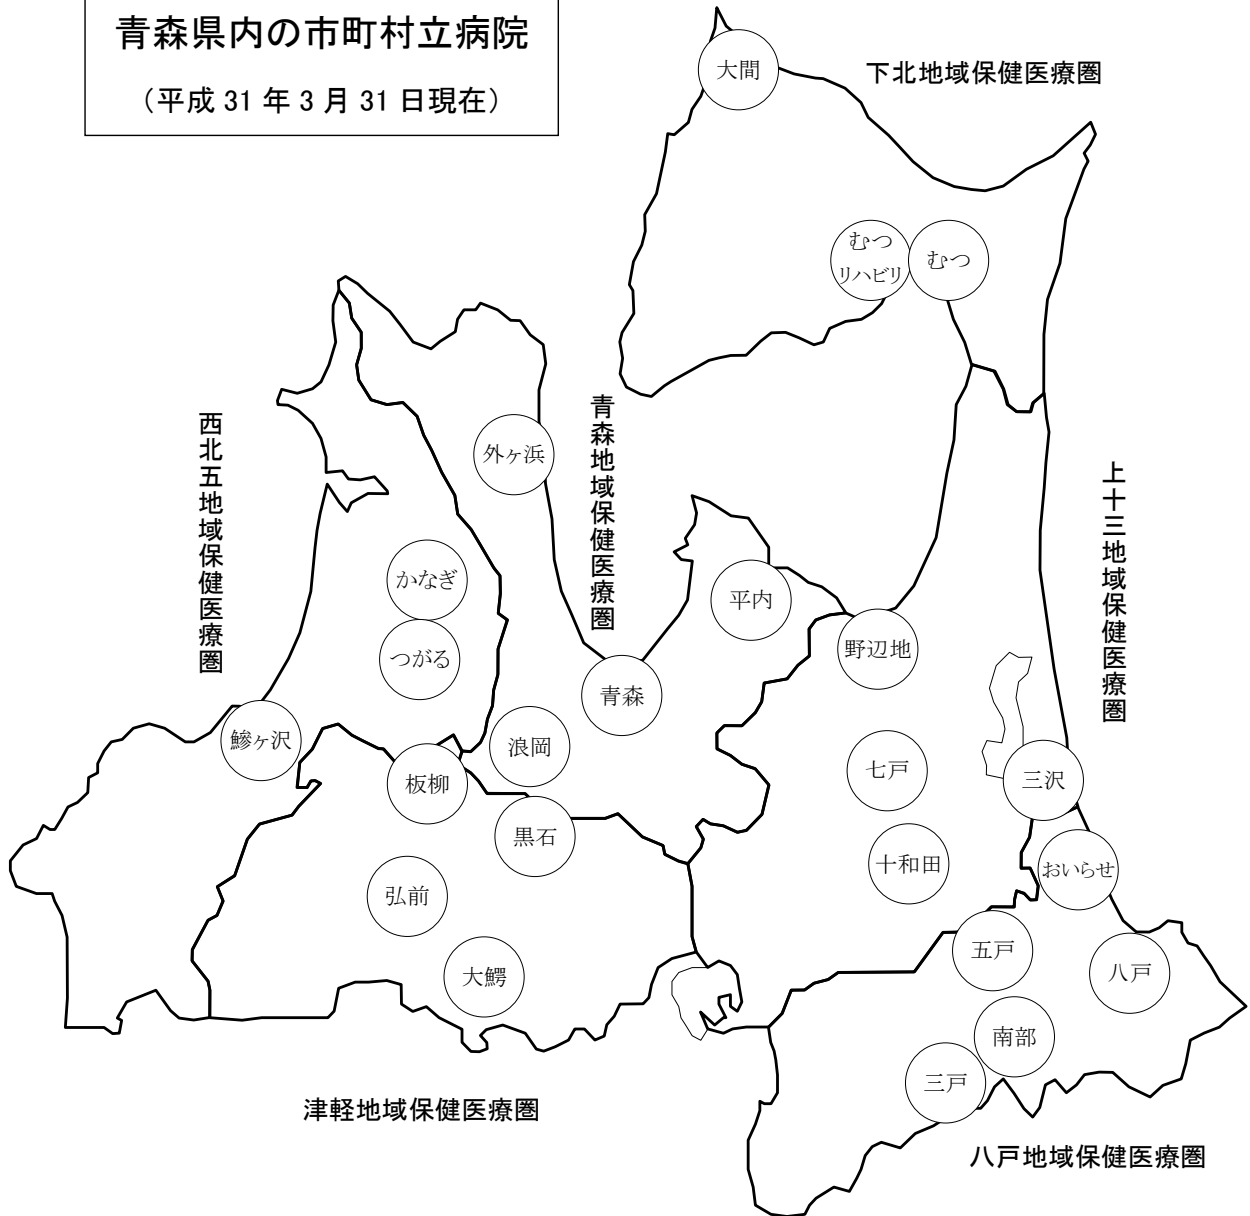 青森県内の市町村立病院
（平成 31 年 3 月 31 日現在）
大間
下北地域保健医療圏
むつ
リハビリ
むつ
西北五地域保健医療圏
青森地域保健医療圏
上十三地域保健医療圏
外ヶ浜
かなぎ
つがる
平内
野辺地
青森
鰺ヶ沢
浪岡
板柳
七戸
三沢
黒石
十和田
おいらせ
弘前
五戸
八戸
大鰐
南部
三戸
津軽地域保健医療圏
八戸地域保健医療圏